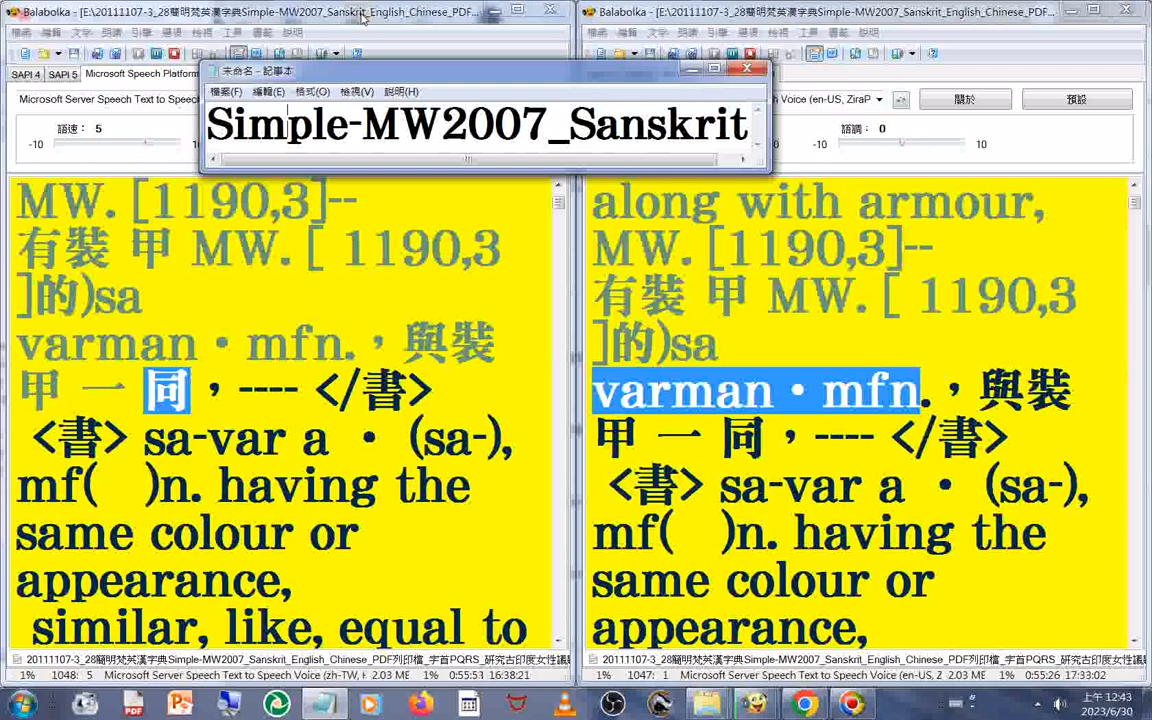 Balabolka - [E:\20111107-3_28簡明梵英漢字典Simple-MW2007_Sanskrit_English_Chinese_PDF...
Balabolka - [E:\20111107-3_28簡明梵英漢字典Simple-MW2007_Sanskrit_English_Chinese_PDF...
SAPI 4 SAPI 5 Microsoft Speech Platform
Microsoft Server Speech Text to Speech
語速： 5
-10
未命名 - 記事本
檔案(F) 編輯(E) 格式(O) 檢視(V) 說明(H)
Simple-MW2007_Sanskrit
Voice (en-US, ZiraP
關於
預設
語調： 0
-10 10
MW. [1190,3]--
有裝 甲 MW. [ 1190,3
]的)sa
varman・mfn.，與裝
甲 一 同，---- </書>
<書> sa-var a ・ (sa-),
mf( )n. having the
same colour or
appearance,
similar, like, equal to
along with armour,
MW. [1190,3]--
有裝 甲 MW. [ 1190,3
]的)sa
varman・mfn.，與裝
甲 一 同，---- </書>
<書> sa-var a ・ (sa-),
mf( )n. having the
same colour or
appearance,
20111107-3_28簡明梵英漢字典Simple-MW2007_Sanskrit_English_Chinese_PDF列印檔_字首PQRS_研究古印度女性議
20111107-3_28簡明梵英漢字典Simple-MW2007_Sanskrit_English_Chinese_PDF列印檔_字首PQRS_研究古印度女性議
1% 1048: 5 Microsoft Server Speech Text to Speech Voice (zh-TW, 2.03 MB 1% 0:55:53 16:38:21
1% 1047: 1 Microsoft Server Speech Text to Speech Voice (en-US, Z 2.03 MB 1% 0:55:26 17:33:02
上午 12:43
2023/6/30